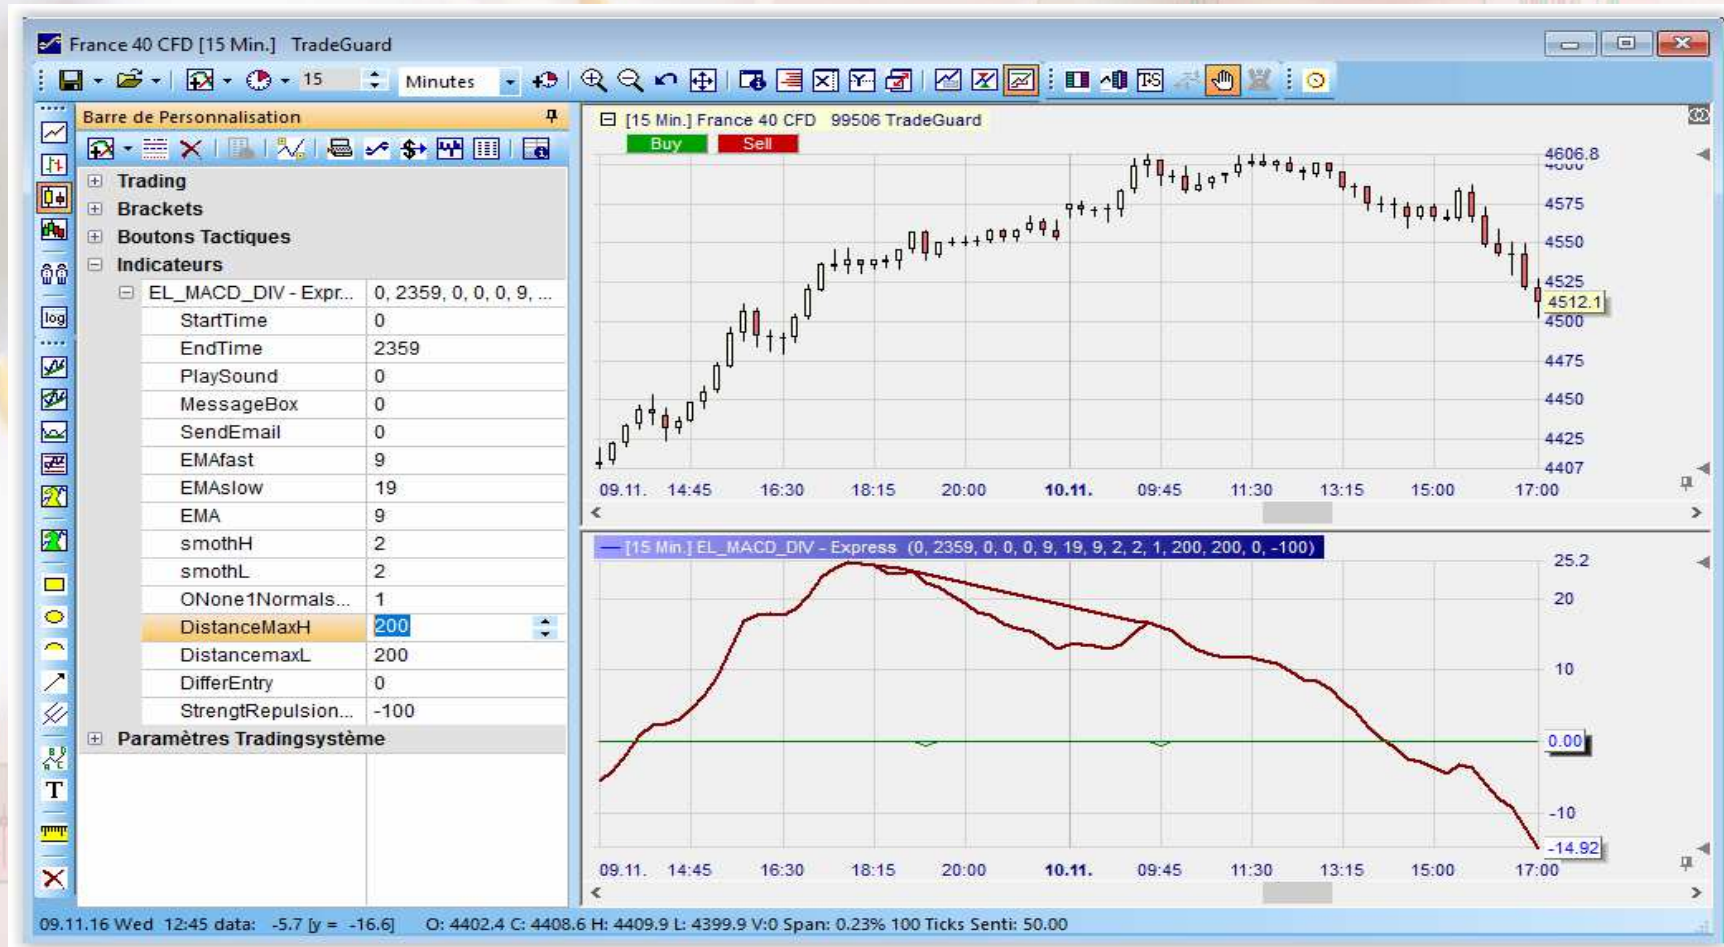 France 40 CFD [15 Min.] TradeGuard
15 Minutes
Barre de Personnalisation
Trading
Brackets
Boutons Tactiques
Indicateurs
EL_MACD_DIV - Expr... 0, 2359, 0, 0, 0, 9, ...
StartTime 0
EndTime 2359
PlaySound 0
MessageBox 0
SendEmail 0
EMAfast 9
EMAslow 19
EMA 9
smothH 2
smothL 2
ONone1Normals... 1
DistanceMaxH 200
DistancemaxL 200
DifferEntry 0
StrengtRepulsion... -100
Paramètres Tradingsystème
[15 Min.] France 40 CFD 99506 TradeGuard
Buy Sell
4606.8
4600
4575
4550
4525
4512.1
4500
4475
4450
4425
4407
09.11. 14:45 16:30 18:15 20:00 10.11. 09:45 11:30 13:15 15:00 17:00
[15 Min.] EL_MACD_DIV - Express (0, 2359, 0, 0, 0, 9, 19, 9, 2, 2, 1, 200, 200, 0, -100)
25.2
20
10
0.00
-10
-14.92
09.11. 14:45 16:30 18:15 20:00 10.11. 09:45 11:30 13:15 15:00 17:00
log
T
T·S
09.11.16 Wed 12:45 data: -5.7 [y = -16.6] O: 4402.4 C: 4408.6 H: 4409.9 L: 4399.9 V:0 Span: 0.23% 100 Ticks Senti: 50.00